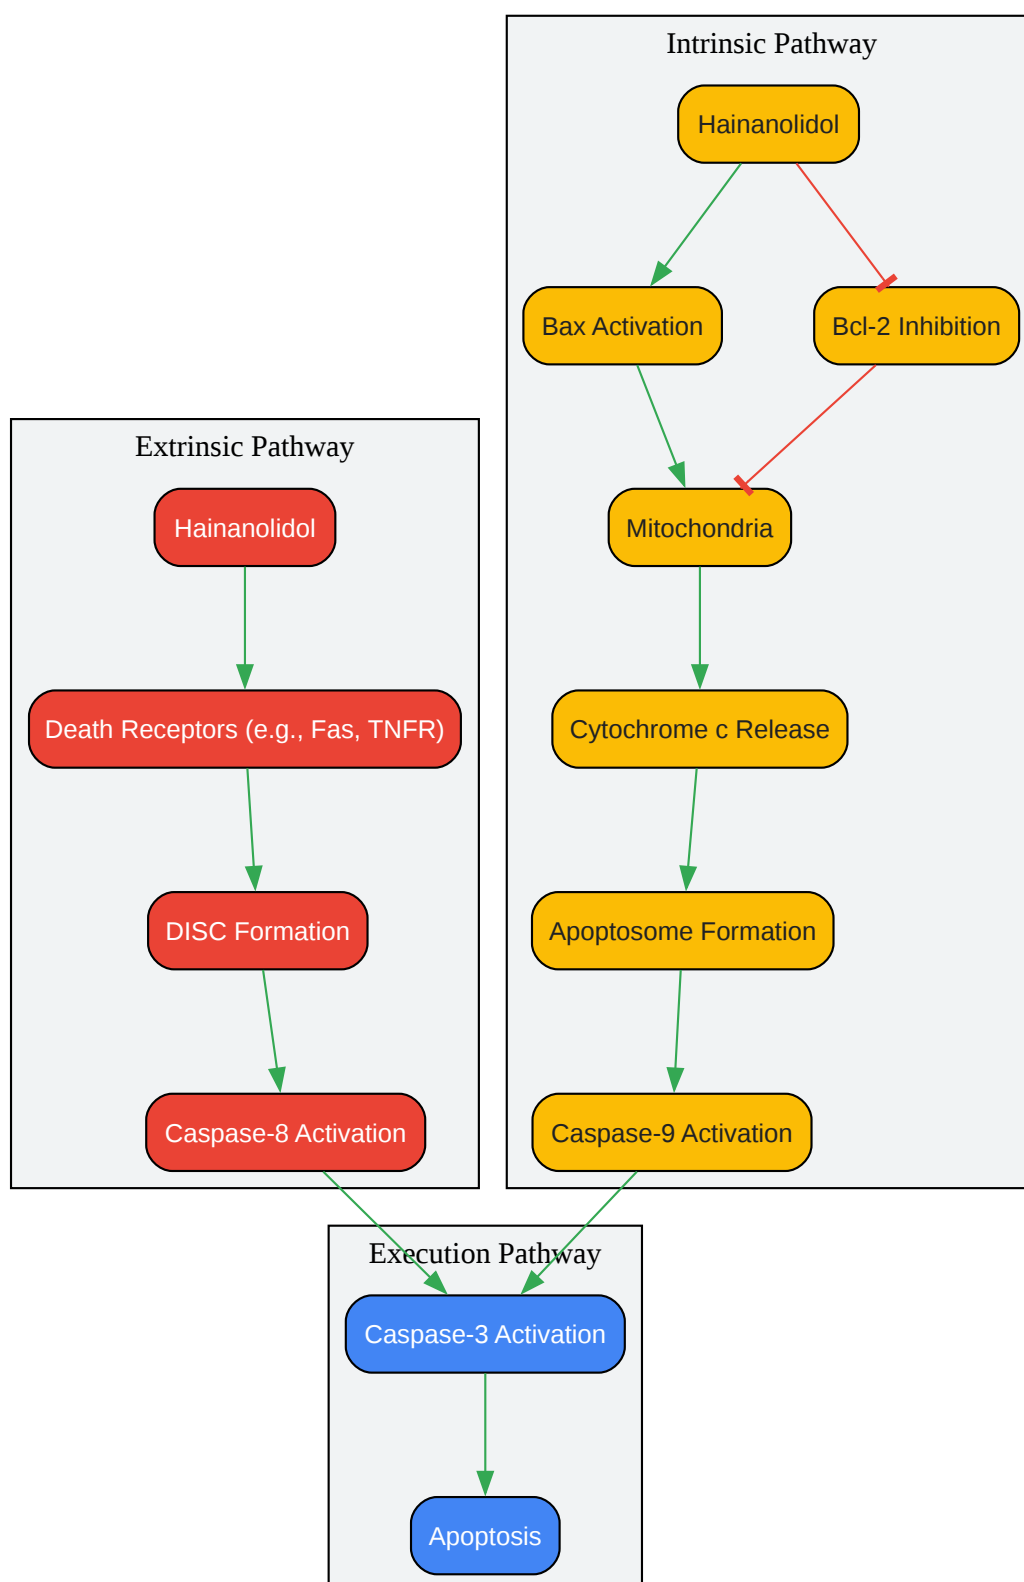 Intrinsic Pathway
Hainanolidol
Bax Activation
Bcl-2 Inhibition
Mitochondria
Cytochrome c Release
Apoptosome Formation
Caspase-9 Activation
Extrinsic Pathway
Hainanolidol
Death Receptors (e.g., Fas, TNFR)
DISC Formation
Caspase-8 Activation
Execution Pathway
Caspase-3 Activation
Apoptosis